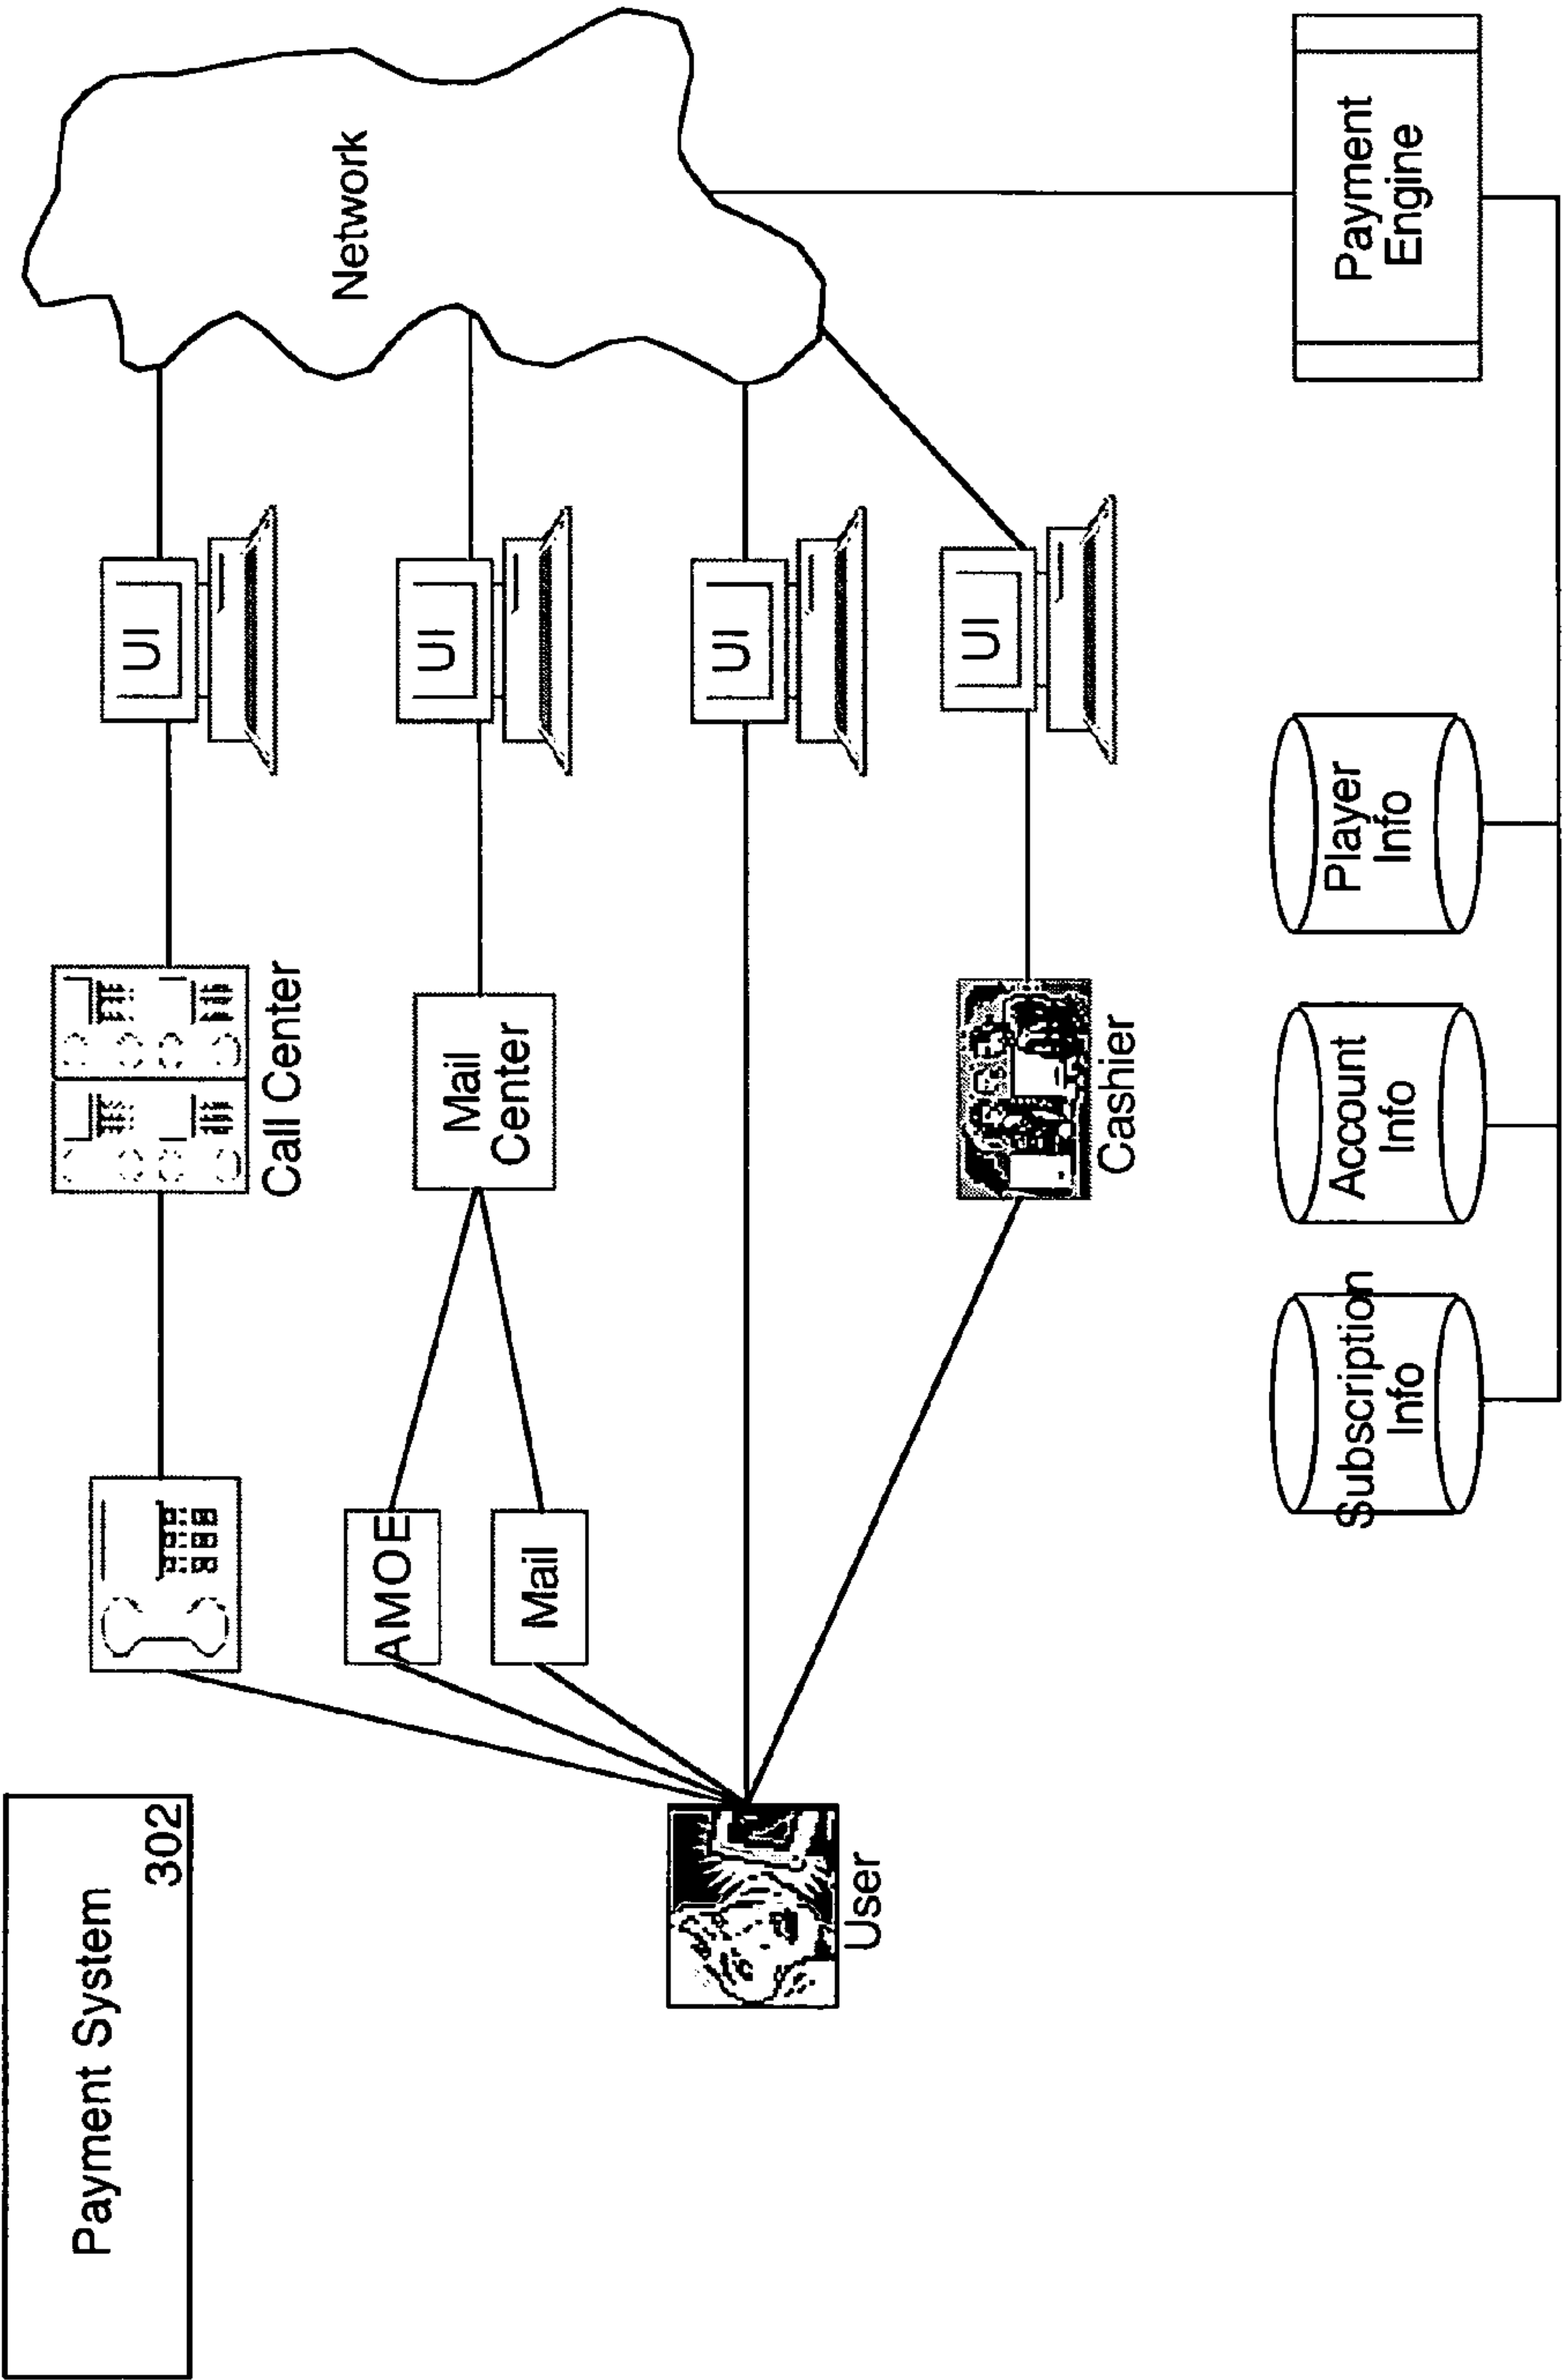 Payment System
302
Call Center
UI
Network
AMOE
Mail
Mail
Center
UI
User
UI
Cashier
UI
Subscription
Info
Account
Info
Player
Info
Payment
Engine